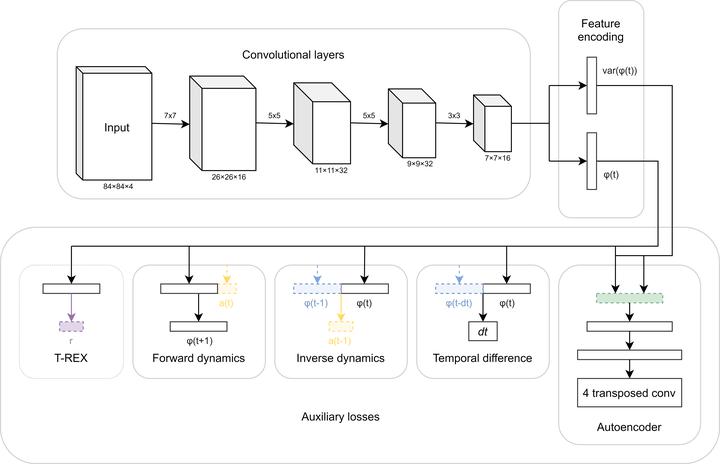 Feature
encoding
Convolutional layers
var(φ(t))
7x7
5x5
5x5
3x3
Input
84×84×4
26×26×16
11×11×32
9×9×32
7×7×16
φ(t)
a(t)
φ(t-1)
φ(t)
φ(t-dt)
φ(t)
r
φ(t+1)
a(t-1)
dt
T-REX
Forward dynamics
Inverse dynamics
Temporal difference
4 transposed conv
Autoencoder
Auxiliary losses